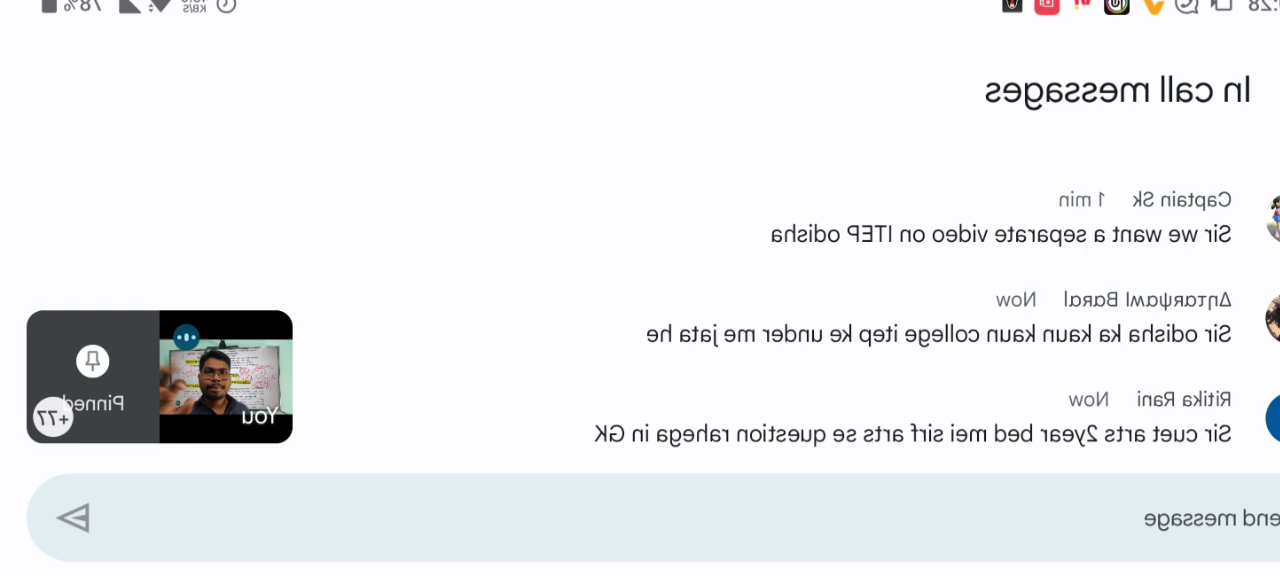 78%
KB/s
In call messages
Captain Sk 1 min
Sir we want a separate video on ITEP odisha
Now
Sir odisha ka kaun kaun college itep ke under me jata he
Ritika Rani Now
Sir cuet arts 2year bed mei sirf arts se question rahega in GK
Pinned
+77
You
end message